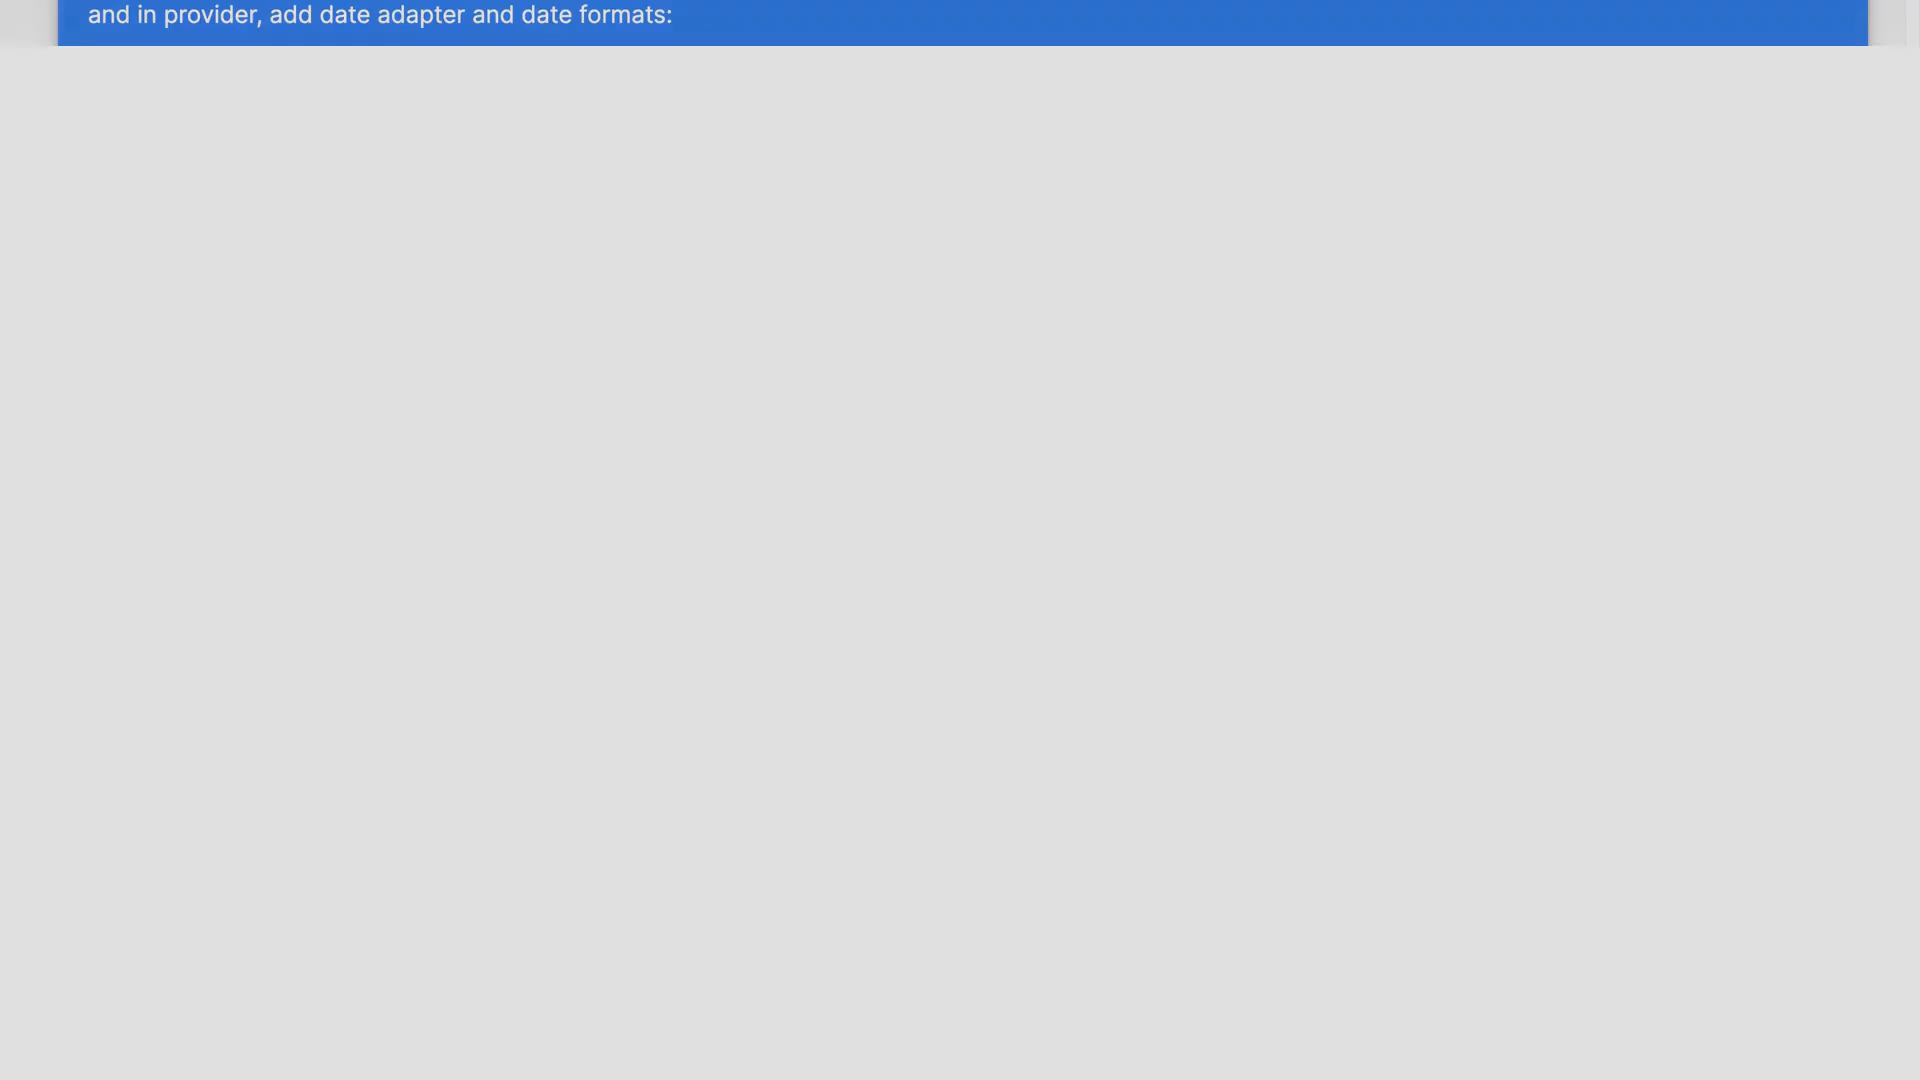 and in provider, add date adapter and date formats: